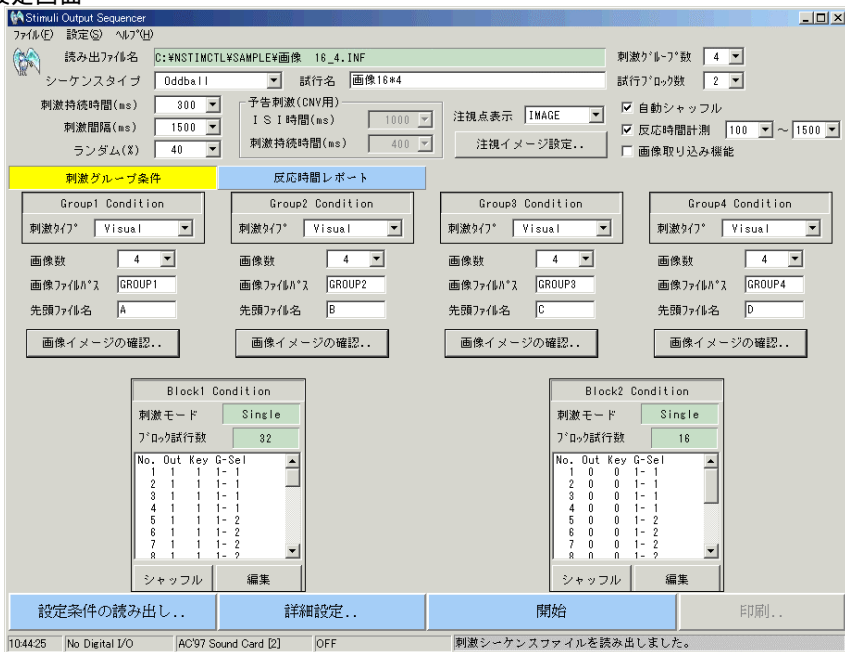 設定画面
Stimuli Output Sequencer
ファイル(F) 設定(S) ヘルプ(H)
読み出ファイル名 C:¥NSTIMCTL¥SAMPLE¥画像 16_4.INF 刺激グループ数 4
シーケンスタイプ Oddball 試行名 画像16*4 試行ブロック数 2
刺激持続時間(ms) 300 予告刺激(CNV用) 自動シャッフル
ISI時間(ms) 1000 注視点表示 IMAGE
刺激間隔(ms) 1500 反応時間計測 100 ～ 1500
刺激持続時間(ms) 400 注視イメージ設定..
ランダム(%) 40 画像取り込み機能
刺激グループ条件 反応時間レポート
Group1 Condition Group2 Condition Group3 Condition Group4 Condition
刺激タイプ Visual 刺激タイプ Visual 刺激タイプ Visual 刺激タイプ Visual
画像数 4 画像数 4 画像数 4 画像数 4
画像ファイルパス GROUP1 画像ファイルパス GROUP2 画像ファイルパス GROUP3 画像ファイルパス GROUP4
先頭ファイル名 A 先頭ファイル名 B 先頭ファイル名 C 先頭ファイル名 D
画像イメージの確認.. 画像イメージの確認.. 画像イメージの確認.. 画像イメージの確認..
Block1 Condition Block2 Condition
刺激モード Single 刺激モード Single
ブロック試行数 32 ブロック試行数 16
No. Out Key G-Sel No. Out Key G-Sel
1 1 1 1- 1 1 0 0 1- 1
2 1 1 1- 1 2 0 0 1- 1
3 1 1 1- 1 3 0 0 1- 1
4 1 1 1- 1 4 0 0 1- 1
5 1 1 1- 2 5 0 0 1- 2
6 1 1 1- 2 6 0 0 1- 2
7 1 1 1- 2 7 0 0 1- 2
8 1 1 1- 2 8 0 0 1- 2
シャッフル 編集 シャッフル 編集
設定条件の読み出し.. 詳細設定.. 開始 印刷..
10:44:25 No Digital I/O AC'97 Sound Card [2] OFF 刺激シーケンスファイルを読み出しました。